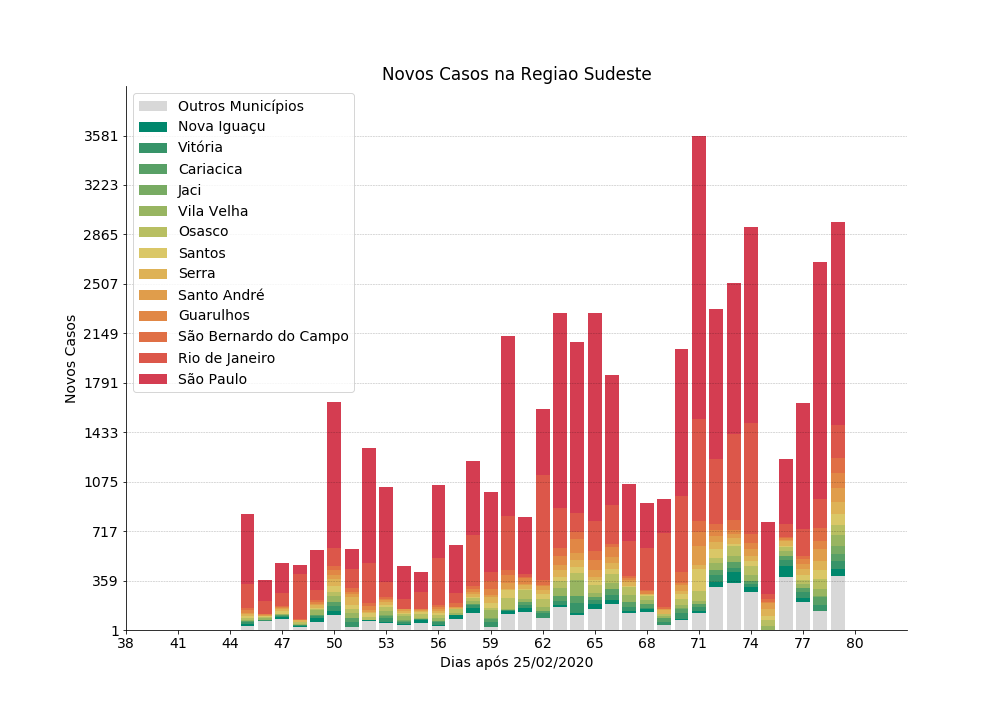 Novos Casos na Regiao Sudeste
Outros Municípios
Nova Iguaçu
Vitória
Cariacica
Jaci
Vila Velha
Osasco
Santos
Serra
Santo André
Guarulhos
São Bernardo do Campo
Rio de Janeiro
São Paulo
Novos Casos
3581
3223
2865
2507
2149
1791
1433
1075
717
359
1
38 41 44 47 50 53 56 59 62 65 68 71 74 77 80
Dias após 25/02/2020